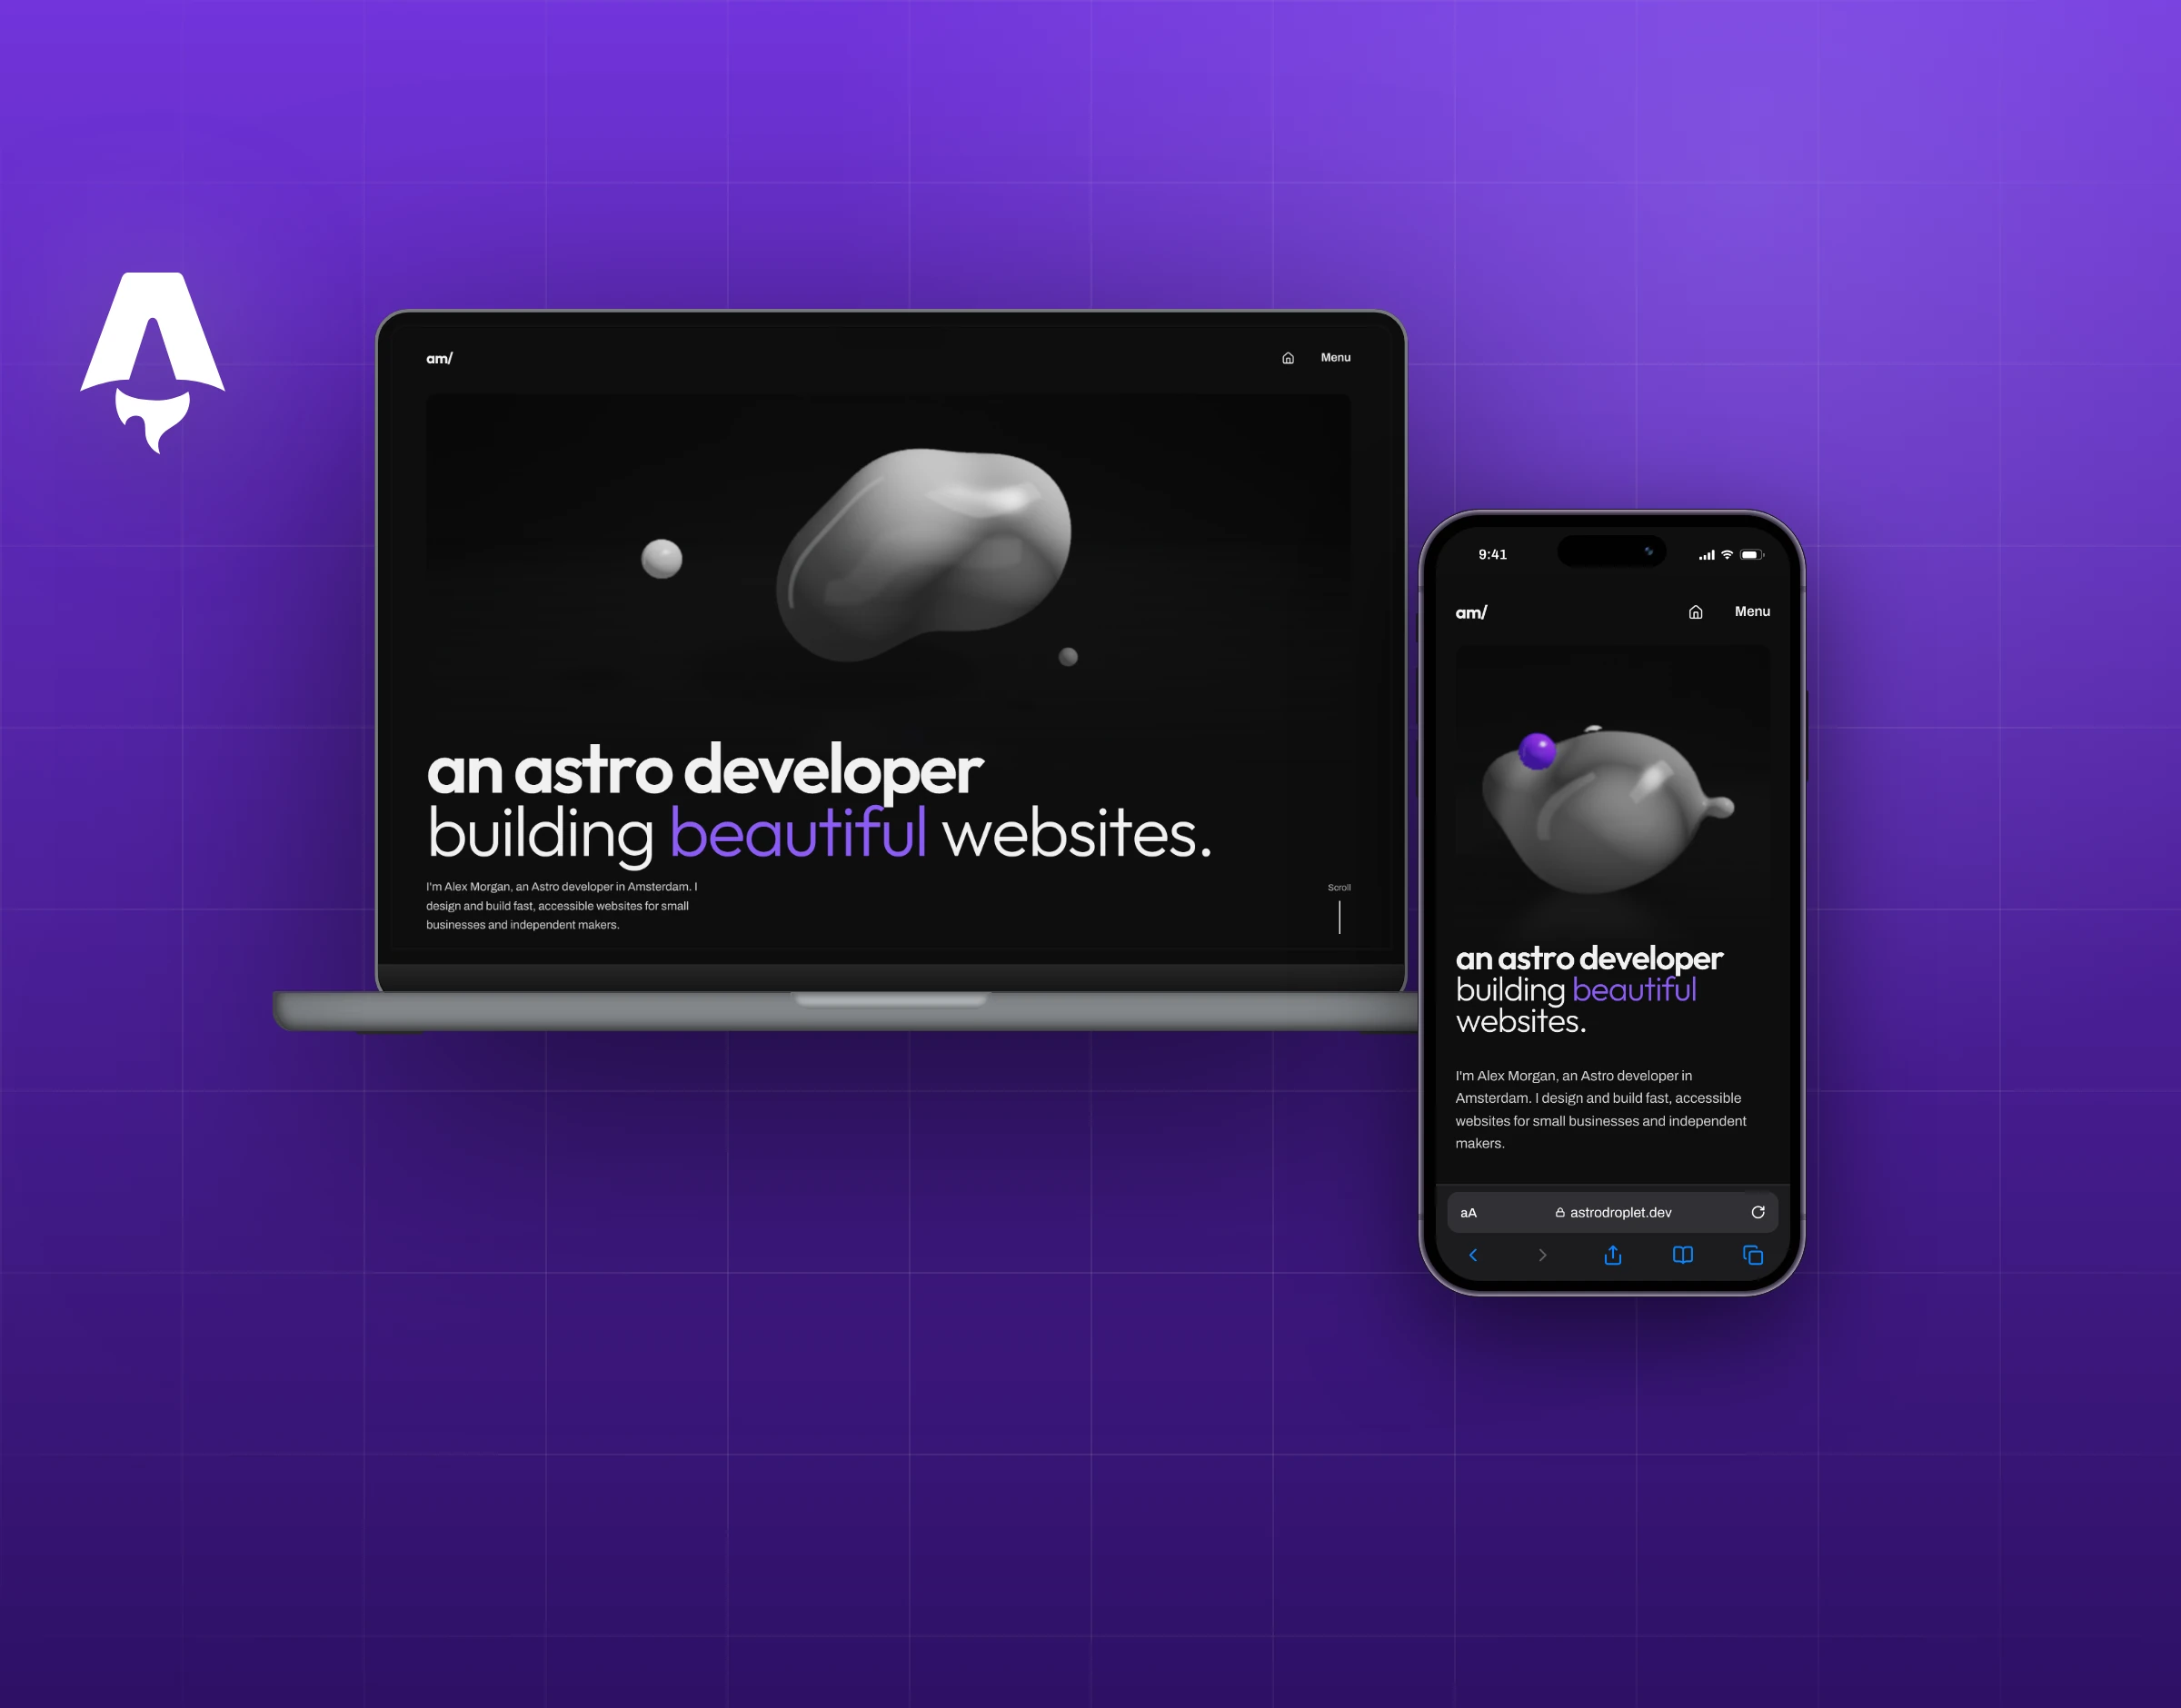 am/
Menu
an astro developer
building beautiful websites.
I'm Alex Morgan, an Astro developer in Amsterdam. I
design and build fast, accessible websites for small
businesses and independent makers.
Scroll
9:41
am/
Menu
an astro developer
building beautiful
websites.
I'm Alex Morgan, an Astro developer in
Amsterdam. I design and build fast, accessible
websites for small businesses and independent
makers.
aA
astrodroplet.dev